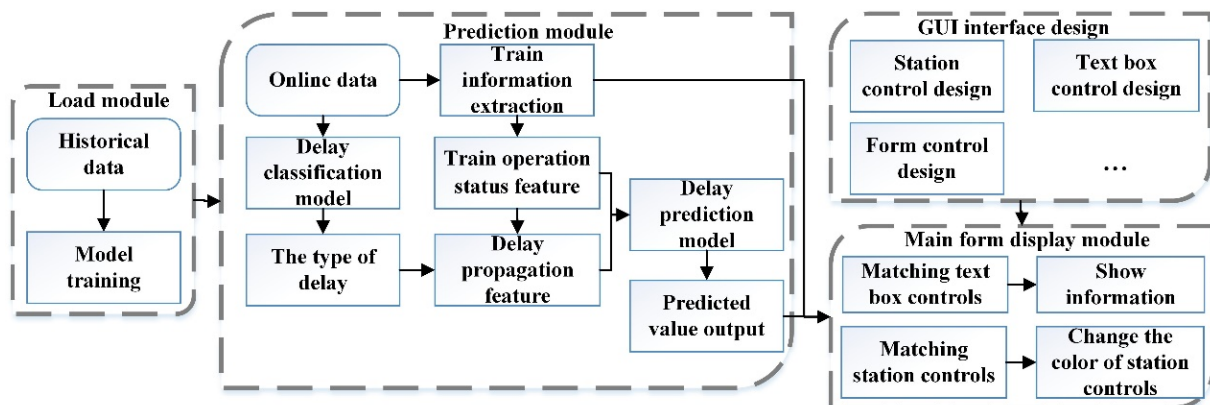 Load module
Historical
data
Model
training
Prediction module
Online data
Train
information
extraction
Delay
classification
model
Train operation
status feature
The type of
delay
Delay
propagation
feature
Delay
prediction
model
Predicted
value output
GUI interface design
Station
control design
Text box
control design
Form control
design
...
Main form display module
Matching text
box controls
Show
information
Matching
station controls
Change the
color of station
controls